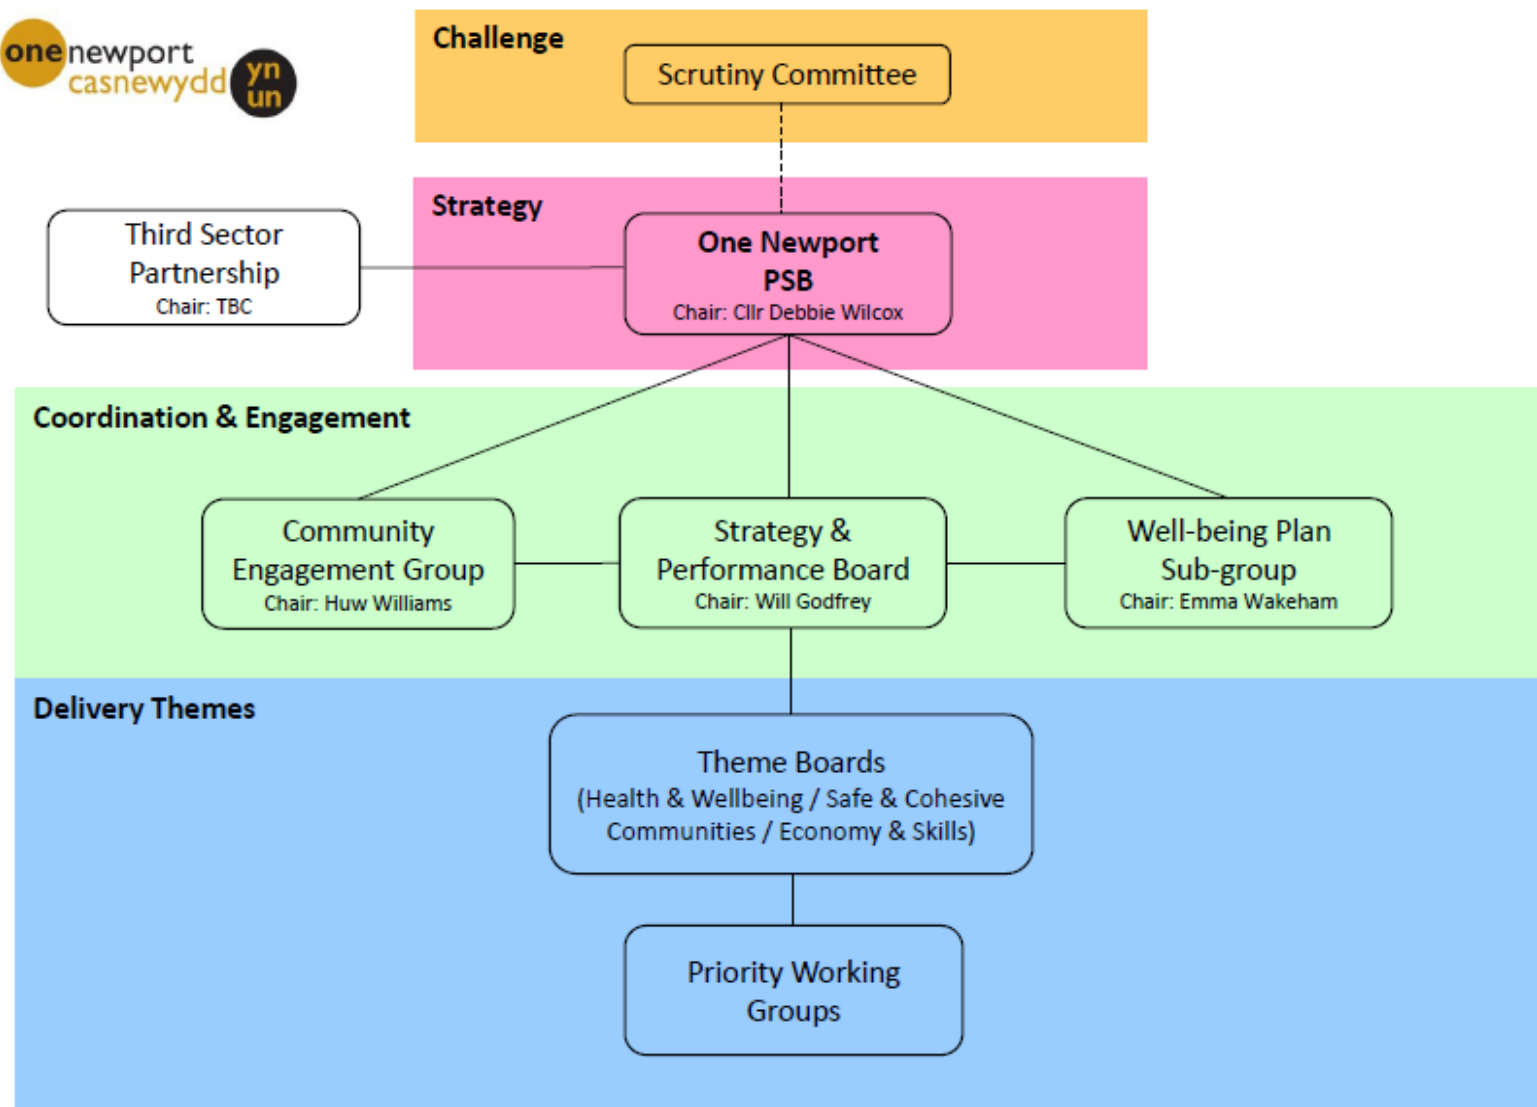 one newport
casnewydd yn
un
Challenge
Scrutiny Committee
Strategy
Third Sector
Partnership
Chair: TBC
One Newport
PSB
Chair: Cllr Debbie Wilcox
Coordination & Engagement
Community
Engagement Group
Chair: Huw Williams
Strategy &
Performance Board
Chair: Will Godfrey
Well-being Plan
Sub-group
Chair: Emma Wakeham
Delivery Themes
Theme Boards
(Health & Wellbeing / Safe & Cohesive
Communities / Economy & Skills)
Priority Working
Groups